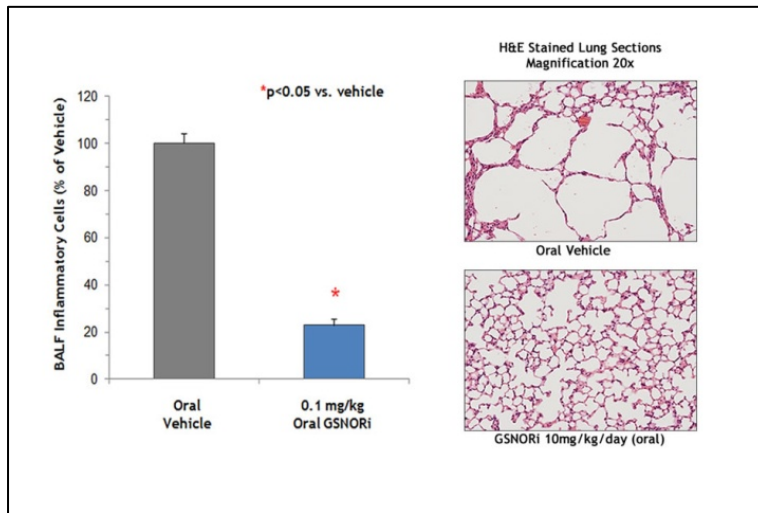 H&E Stained Lung Sections
Magnification 20x
*p<0.05 vs. vehicle
BALF Inflammatory Cells (% of Vehicle)
120
100
80
60
40
20
0
*
Oral
Vehicle
0.1 mg/kg
Oral GSNORi
Oral Vehicle
GSNORi 10mg/kg/day (oral)